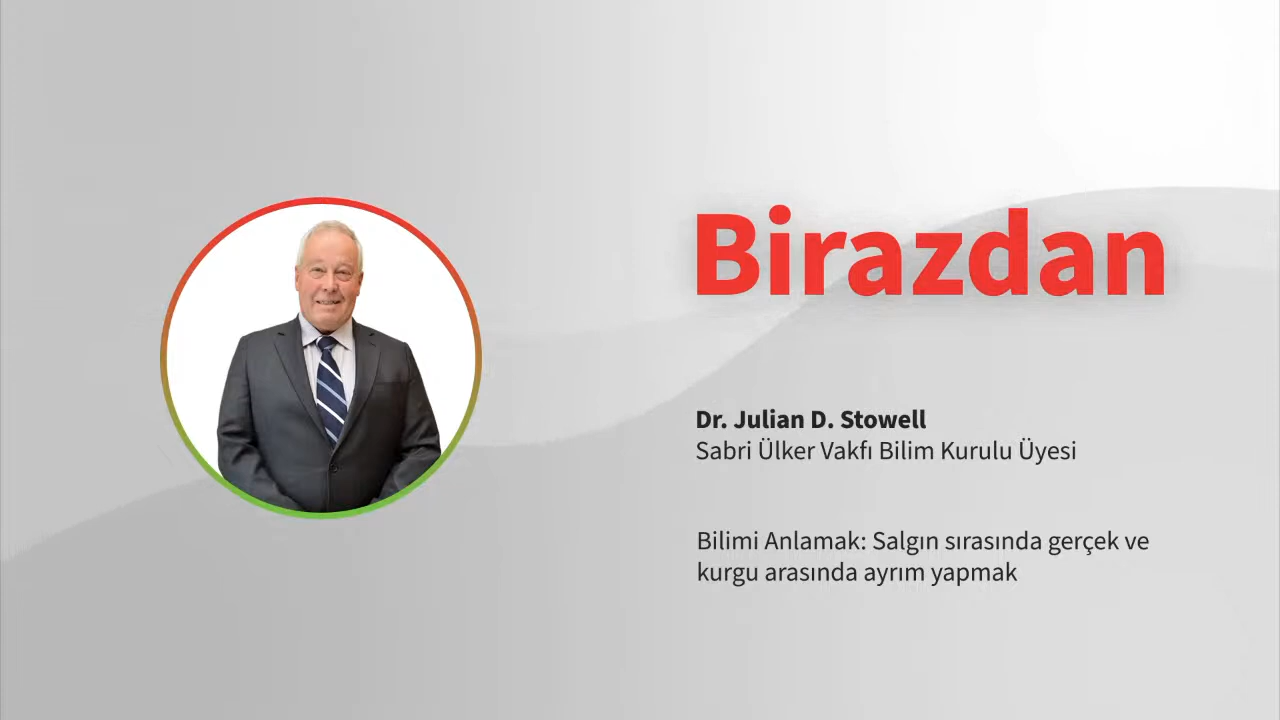 Birazdan
Dr. Julian D. Stowell
Sabri Ülker Vakfı Bilim Kurulu Üyesi
Bilimi Anlamak: Salgın sırasında gerçek ve
kurgu arasında ayrım yapmak